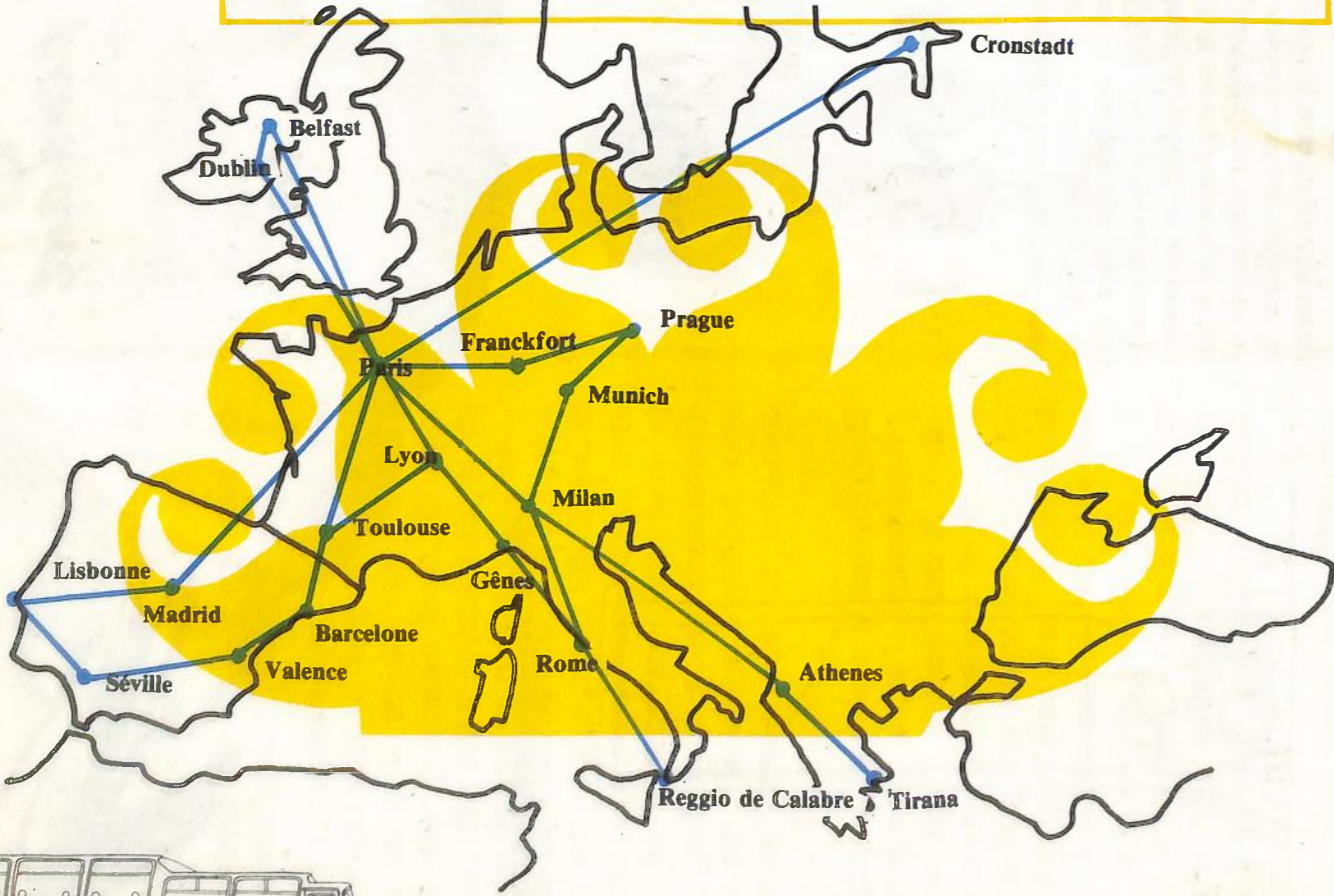 Cronstadt
Belfast
Dublin
Prague
Franckfort
Paris
Munich
Lyon
Milan
Toulouse
Lisbonne
Gênes
Madrid
Barcelone
Rome
Valence
Athenes
Séville
Reggio de Calabre
Tirana